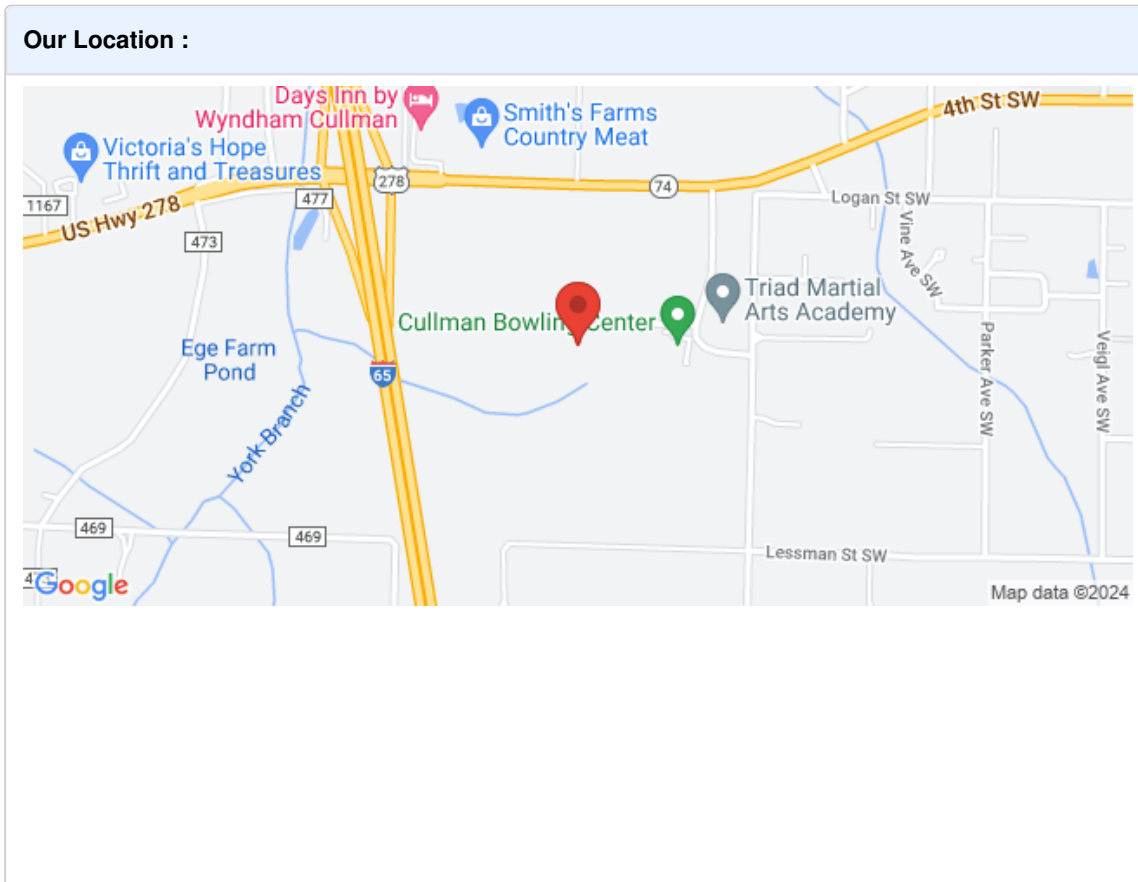 Our Location :
Days Inn by
Wyndham Cullman
Smith's Farms
Country Meat
4th St SW
Victoria's Hope
Thrift and Treasures
278
74
1167
US Hwy 278
477
473
Logan St SW
Vine Ave SW
Triad Martial
Arts Academy
Cullman Bowling Center
Ege Farm
Pond
65
Parker Ave SW
Veigl Ave SW
York Branch
469
469
Lessman St SW
Google
Map data ©2024